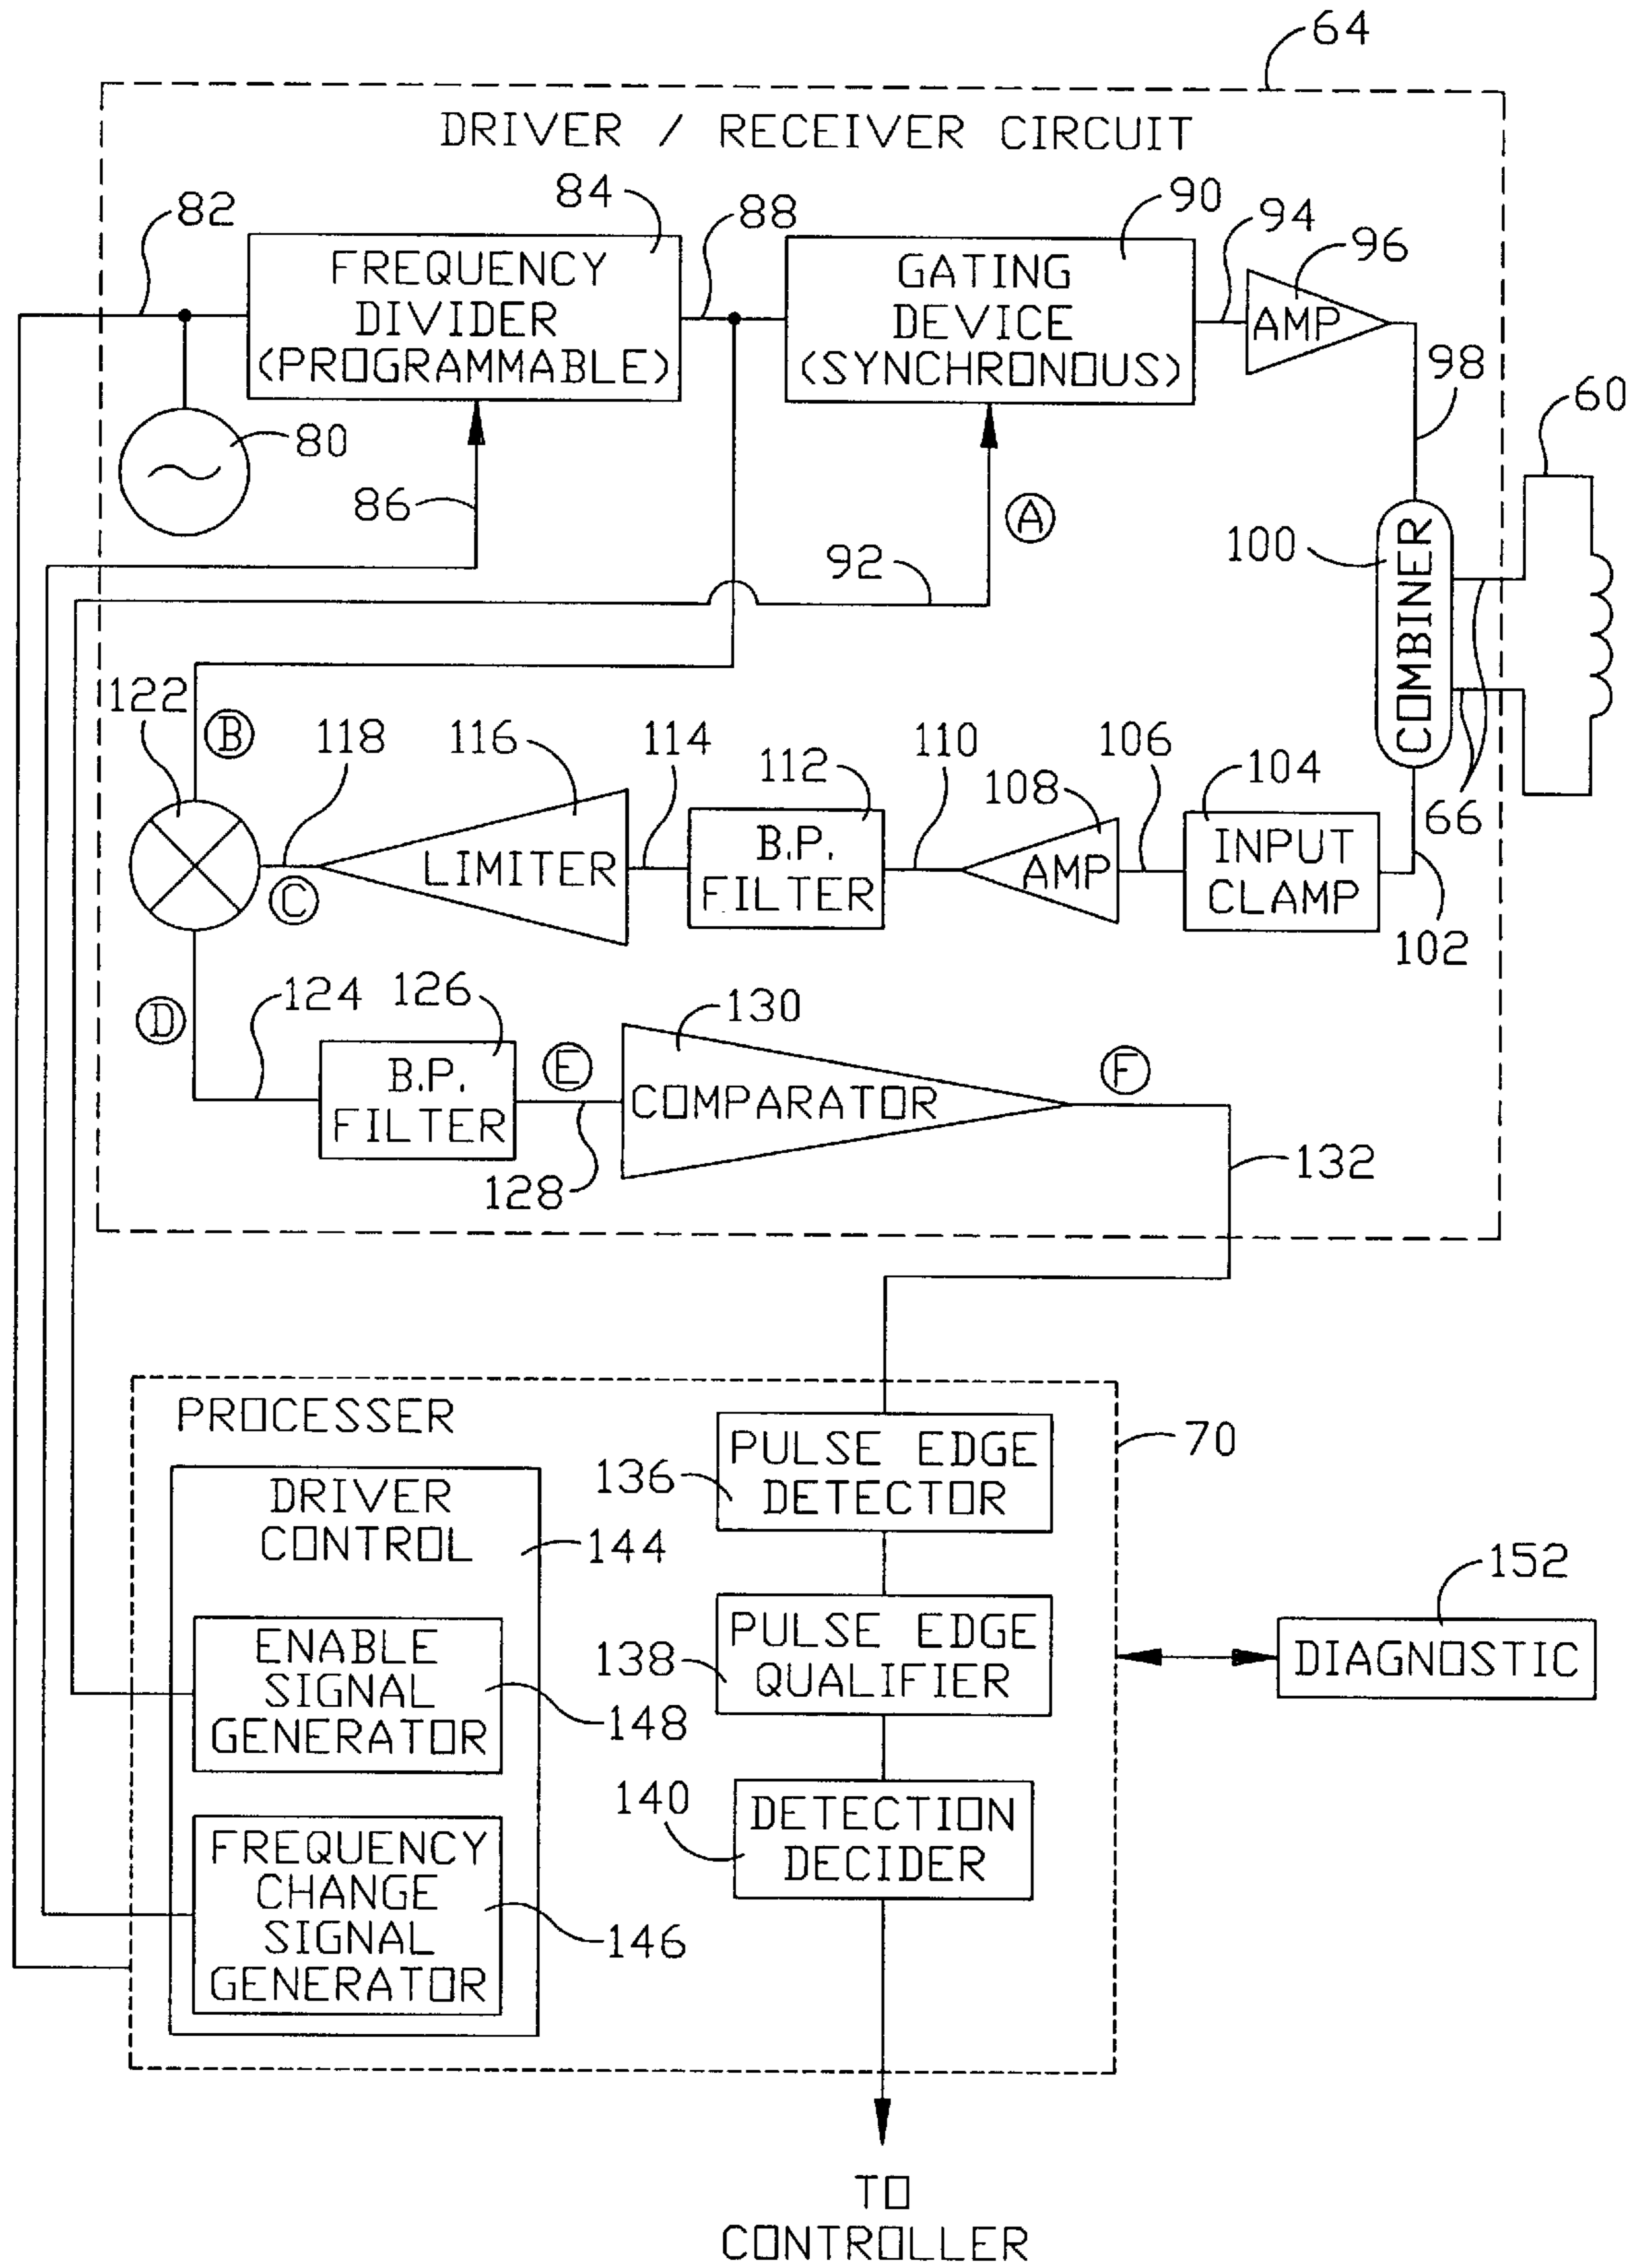 64
DRIVER / RECEIVER CIRCUIT
82
84
88
90
94
96
FREQUENCY
DIVIDER
(PROGRAMMABLE)
GATING
DEVICE
(SYNCHRONOUS)
AMP
98
60
80
86
A
92
100
COMBINER
66
122
B
118
116
114
112
110
108
106
104
LIMITER
B.P.
FILTER
AMP
INPUT
CLAMP
C
102
D
124
126
B.P.
FILTER
E
128
130
COMPARATOR
F
132
PROCESSER
70
DRIVER
CONTROL
144
ENABLE
SIGNAL
GENERATOR
148
FREQUENCY
CHANGE
SIGNAL
GENERATOR
146
136
PULSE EDGE
DETECTOR
138
PULSE EDGE
QUALIFIER
140
DETECTION
DECIDER
152
DIAGNOSTIC
TO
CONTROLLER